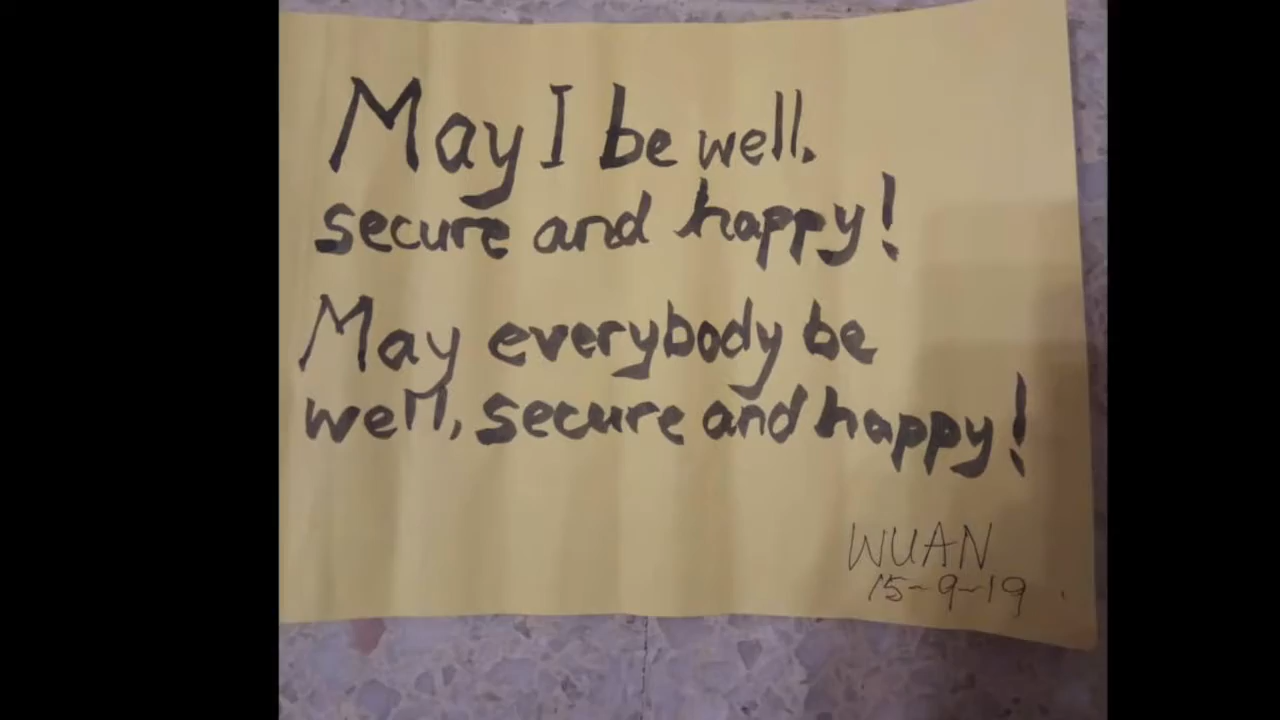 May I be well.
secure and happy!
May everybody be
well, secure and happy!
WUAN
15-9-19